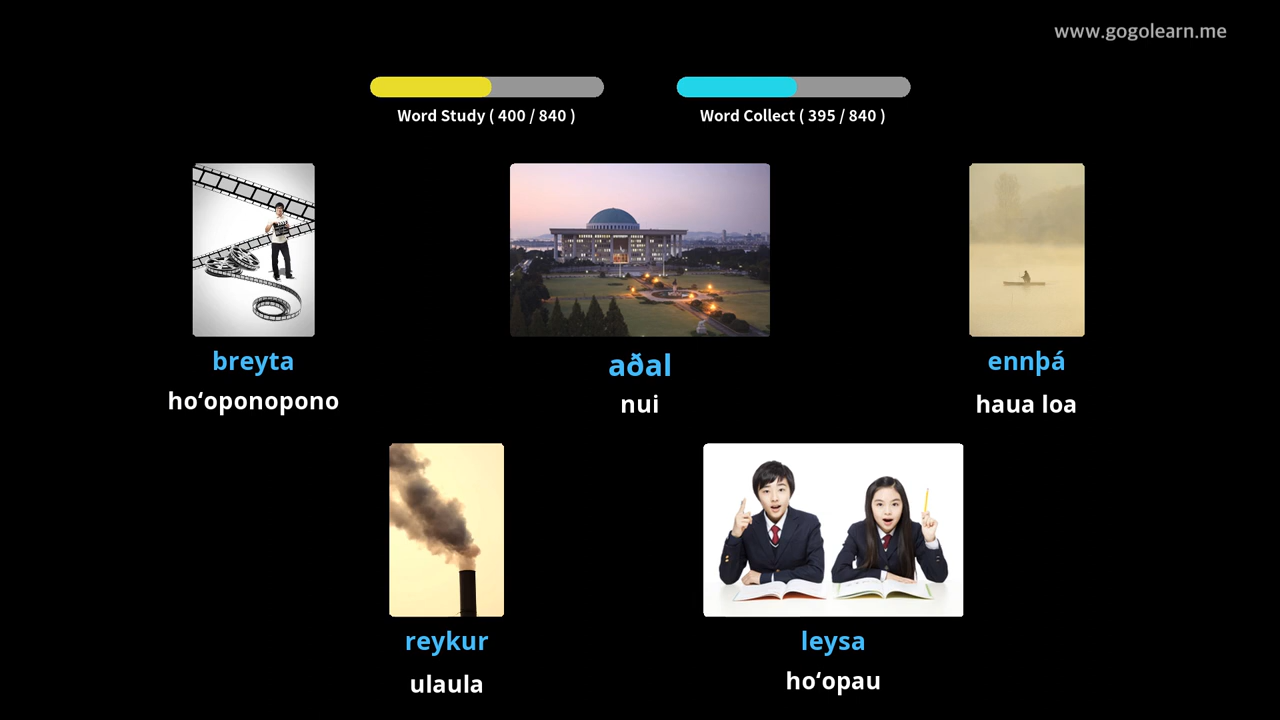 www.gogolearn.me
Word Study ( 400 / 840 )
Word Collect ( 395 / 840 )
breyta
hoʻoponopono
aðal
nui
ennþá
haua loa
reykur
ulaula
leysa
hoʻopau